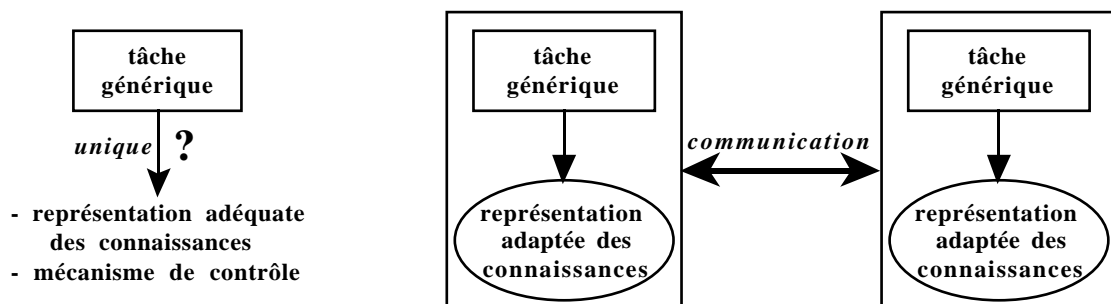 tâche
générique
unique ?
- représentation adéquate
des connaissances
- mécanisme de contrôle
tâche
générique
représentation
adaptée des
connaissances
communication
tâche
générique
représentation
adaptée des
connaissances